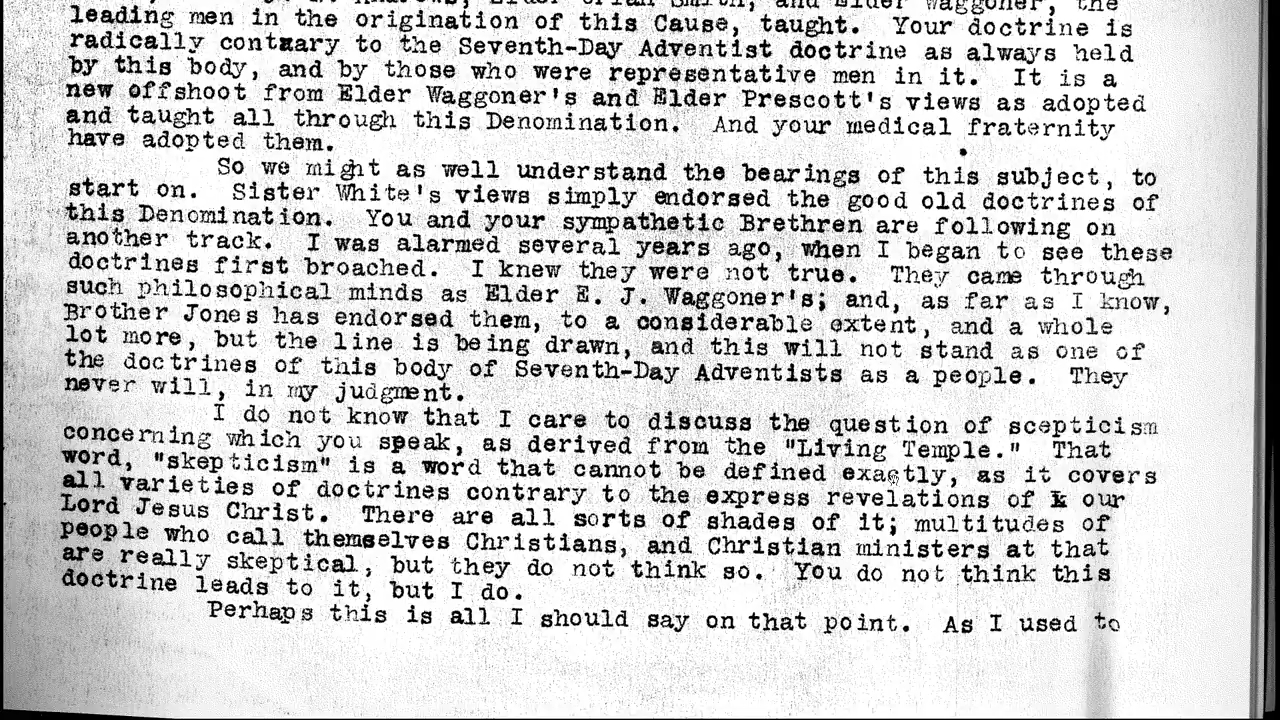 Elder Waggoner, the
leading men in the origination of this Cause, taught. Your doctrine is
radically contxary to the Seventh-Day Adventist doctrine as always held
by this body, and by those who were representative men in it. It is a
new offshoot from Elder Waggoner's and Elder Prescott's views as adopted
and taught all through this Denomination. And your medical fraternity
have adopted them.
So we might as well understand the bearings of this subject, to
start on. Sister White's views simply endorsed the good old doctrines of
this Denomination. You and your sympathetic Brethren are following on
another track. I was alarmed several years ago, when I began to see these
doctrines first broached. I knew they were not true. They came through
such philosophical minds as Elder E. J. Waggoner's; and, as far as I know,
Brother Jones has endorsed them, to a considerable extent, and a whole
lot more, but the line is being drawn, and this will not stand as one of
the doctrines of this body of Seventh-Day Adventists as a people. They
never will, in my judgment.
I do not know that I care to discuss the question of scepticism
concerning which you speak, as derived from the "Living Temple." That
word, "skepticism" is a word that cannot be defined exactly, as it covers
all varieties of doctrines contrary to the express revelations of k our
Lord Jesus Christ. There are all sorts of shades of it; multitudes of
people who call themselves Christians, and Christian ministers at that
are really skeptical, but they do not think so. You do not think this
doctrine leads to it, but I do.
Perhaps this is all I should say on that point. As I used to